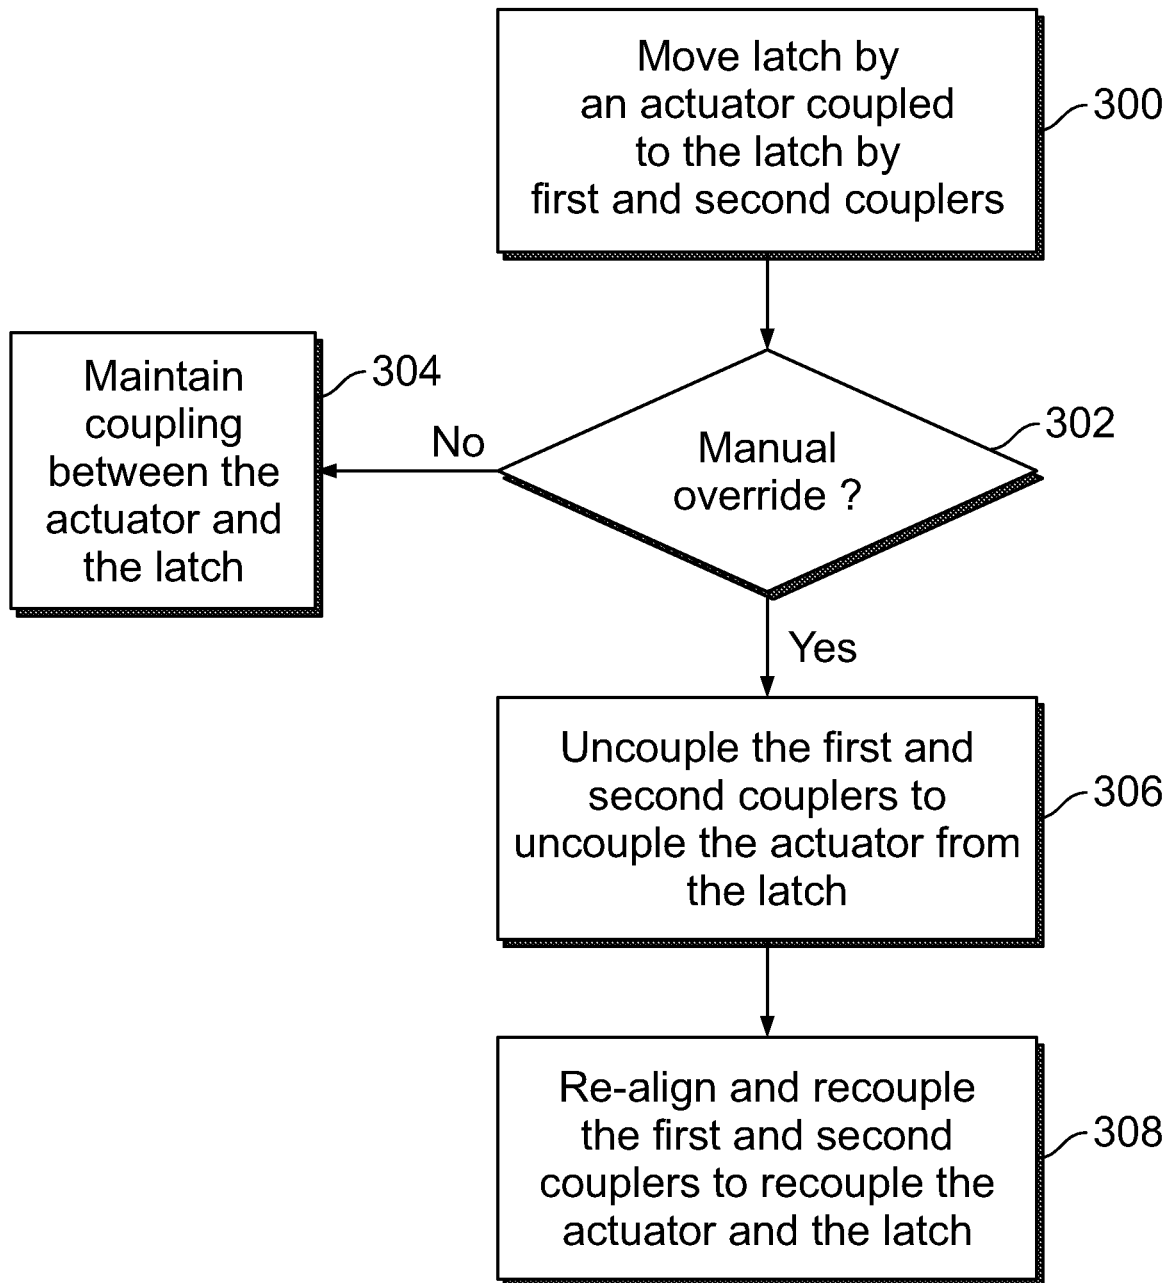 Move latch by
an actuator coupled
to the latch by
first and second couplers
300
Manual
override ?
302
No
Maintain
coupling
between the
actuator and
the latch
304
Yes
Uncouple the first and
second couplers to
uncouple the actuator from
the latch
306
Re-align and recouple
the first and second
couplers to recouple the
actuator and the latch
308